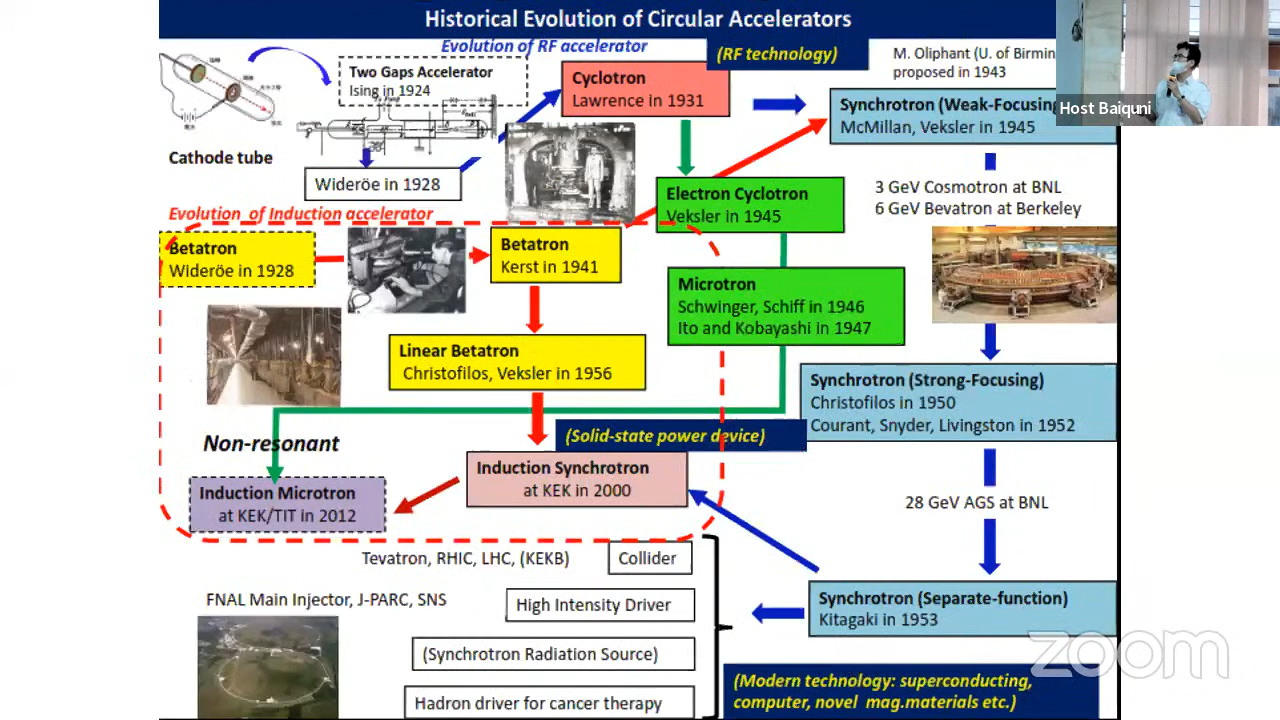 Historical Evolution of Circular Accelerators
Evolution of RF accelerator
(RF technology)
M. Oliphant (U. of Birmin
proposed in 1943
Two Gaps Accelerator
Ising in 1924
Cyclotron
Lawrence in 1931
Synchrotron (Weak-Focusing
McMillan, Veksler in 1945
Host Baiquni
Cathode tube
Wideröe in 1928
Electron Cyclotron
Veksler in 1945
3 GeV Cosmotron at BNL
6 GeV Bevatron at Berkeley
Evolution of Induction accelerator
Betatron
Wideröe in 1928
Betatron
Kerst in 1941
Microtron
Schwinger, Schiff in 1946
Ito and Kobayashi in 1947
Linear Betatron
Christofilos, Veksler in 1956
Synchrotron (Strong-Focusing)
Christofilos in 1950
Courant, Snyder, Livingston in 1952
Non-resonant
(Solid-state power device)
Induction Synchrotron
at KEK in 2000
Induction Microtron
at KEK/TIT in 2012
28 GeV AGS at BNL
Tevatron, RHIC, LHC, (KEKB)
Collider
FNAL Main Injector, J-PARC, SNS
High Intensity Driver
Synchrotron (Separate-function)
Kitagaki in 1953
(Synchrotron Radiation Source)
Hadron driver for cancer therapy
(Modern technology: superconducting,
computer, novel mag.materials etc.)
zoom